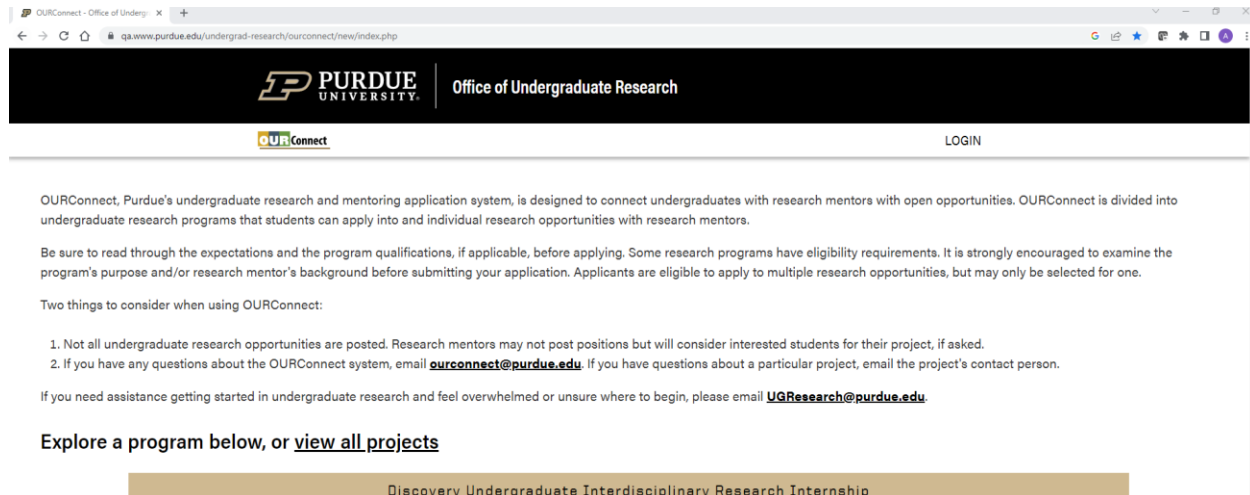 OURConnect - Office of Underg
qa.www.purdue.edu/undergrad-research/ourconnect/new/index.php
PURDUE
UNIVERSITY.
Office of Undergraduate Research
OUR Connect
LOGIN
OURConnect, Purdue's undergraduate research and mentoring application system, is designed to connect undergraduates with research mentors with open opportunities. OURConnect is divided into
undergraduate research programs that students can apply into and individual research opportunities with research mentors.
Be sure to read through the expectations and the program qualifications, if applicable, before applying. Some research programs have eligibility requirements. It is strongly encouraged to examine the
program's purpose and/or research mentor's background before submitting your application. Applicants are eligible to apply to multiple research opportunities, but may only be selected for one.
Two things to consider when using OURConnect:
1. Not all undergraduate research opportunities are posted. Research mentors may not post positions but will consider interested students for their project, if asked.
2. If you have any questions about the OURConnect system, email ourconnect@purdue.edu. If you have questions about a particular project, email the project's contact person.
If you need assistance getting started in undergraduate research and feel overwhelmed or unsure where to begin, please email UGResearch@purdue.edu.
Explore a program below, or view all projects
Discovery Undergraduate Interdisciplinary Research Internship